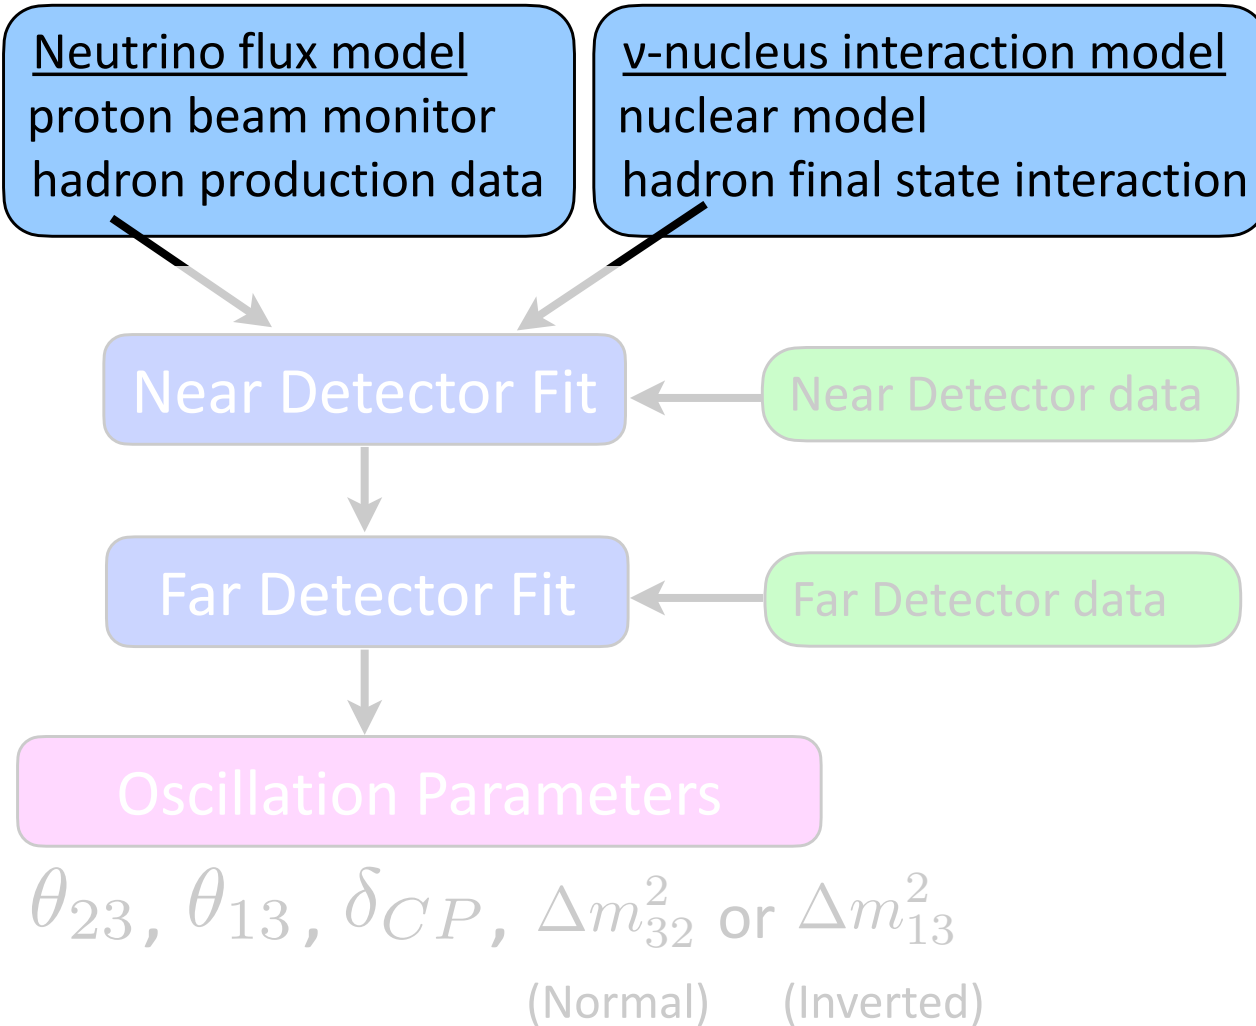 Neutrino flux model
proton beam monitor
hadron production data
ν-nucleus interaction model
nuclear model
hadron final state interaction
Near Detector Fit
Near Detector data
Far Detector Fit
Far Detector data
Oscillation Parameters
θ₂₃, θ₁₃, δ_CP, Δm²₃₂ or Δm²₁₃
(Normal) (Inverted)